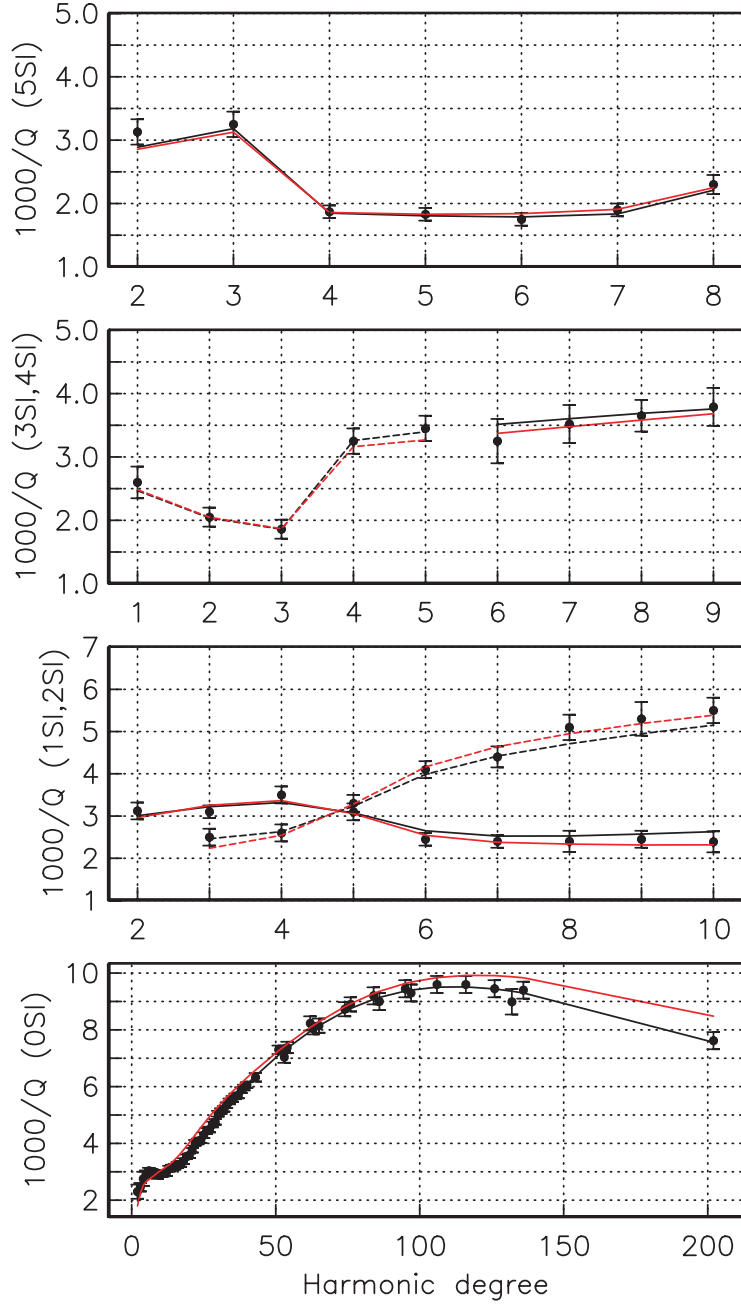 5.0
4.0
3.0
2.0
1.0
1000/Q (5SI)
2 3 4 5 6 7 8
5.0
4.0
3.0
2.0
1.0
1000/Q (3SI,4SI)
1 2 3 4 5 6 7 8 9
7
6
5
4
3
2
1
1000/Q (1SI,2SI)
2 4 6 8 10
10
8
6
4
2
1000/Q (0SI)
0 50 100 150 200
Harmonic degree